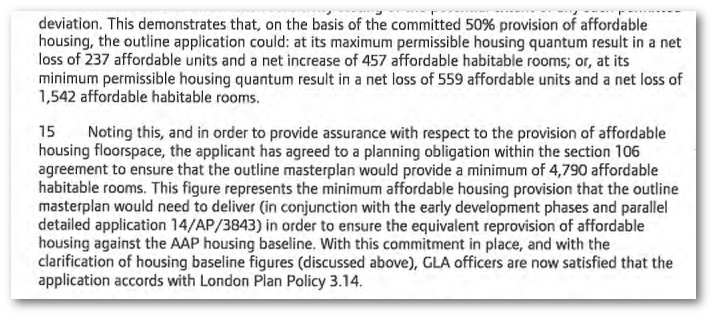 deviation. This demonstrates that, on the basis of the committed 50% provision of affordable
housing, the outline application could: at its maximum permissible housing quantum result in a net
loss of 237 affordable units and a net increase of 457 affordable habitable rooms; or, at its
minimum permissible housing quantum result in a net loss of 559 affordable units and a net loss of
1,542 affordable habitable rooms.
15 Noting this, and in order to provide assurance with respect to the provision of affordable
housing floorspace, the applicant has agreed to a planning obligation within the section 106
agreement to ensure that the outline masterplan would provide a minimum of 4,790 affordable
habitable rooms. This figure represents the minimum affordable housing provision that the outline
masterplan would need to deliver (in conjunction with the early development phases and parallel
detailed application 14/AP/3843) in order to ensure the equivalent reprovision of affordable
housing against the AAP housing baseline. With this commitment in place, and with the
clarification of housing baseline figures (discussed above), GLA officers are now satisfied that the
application accords with London Plan Policy 3.14.